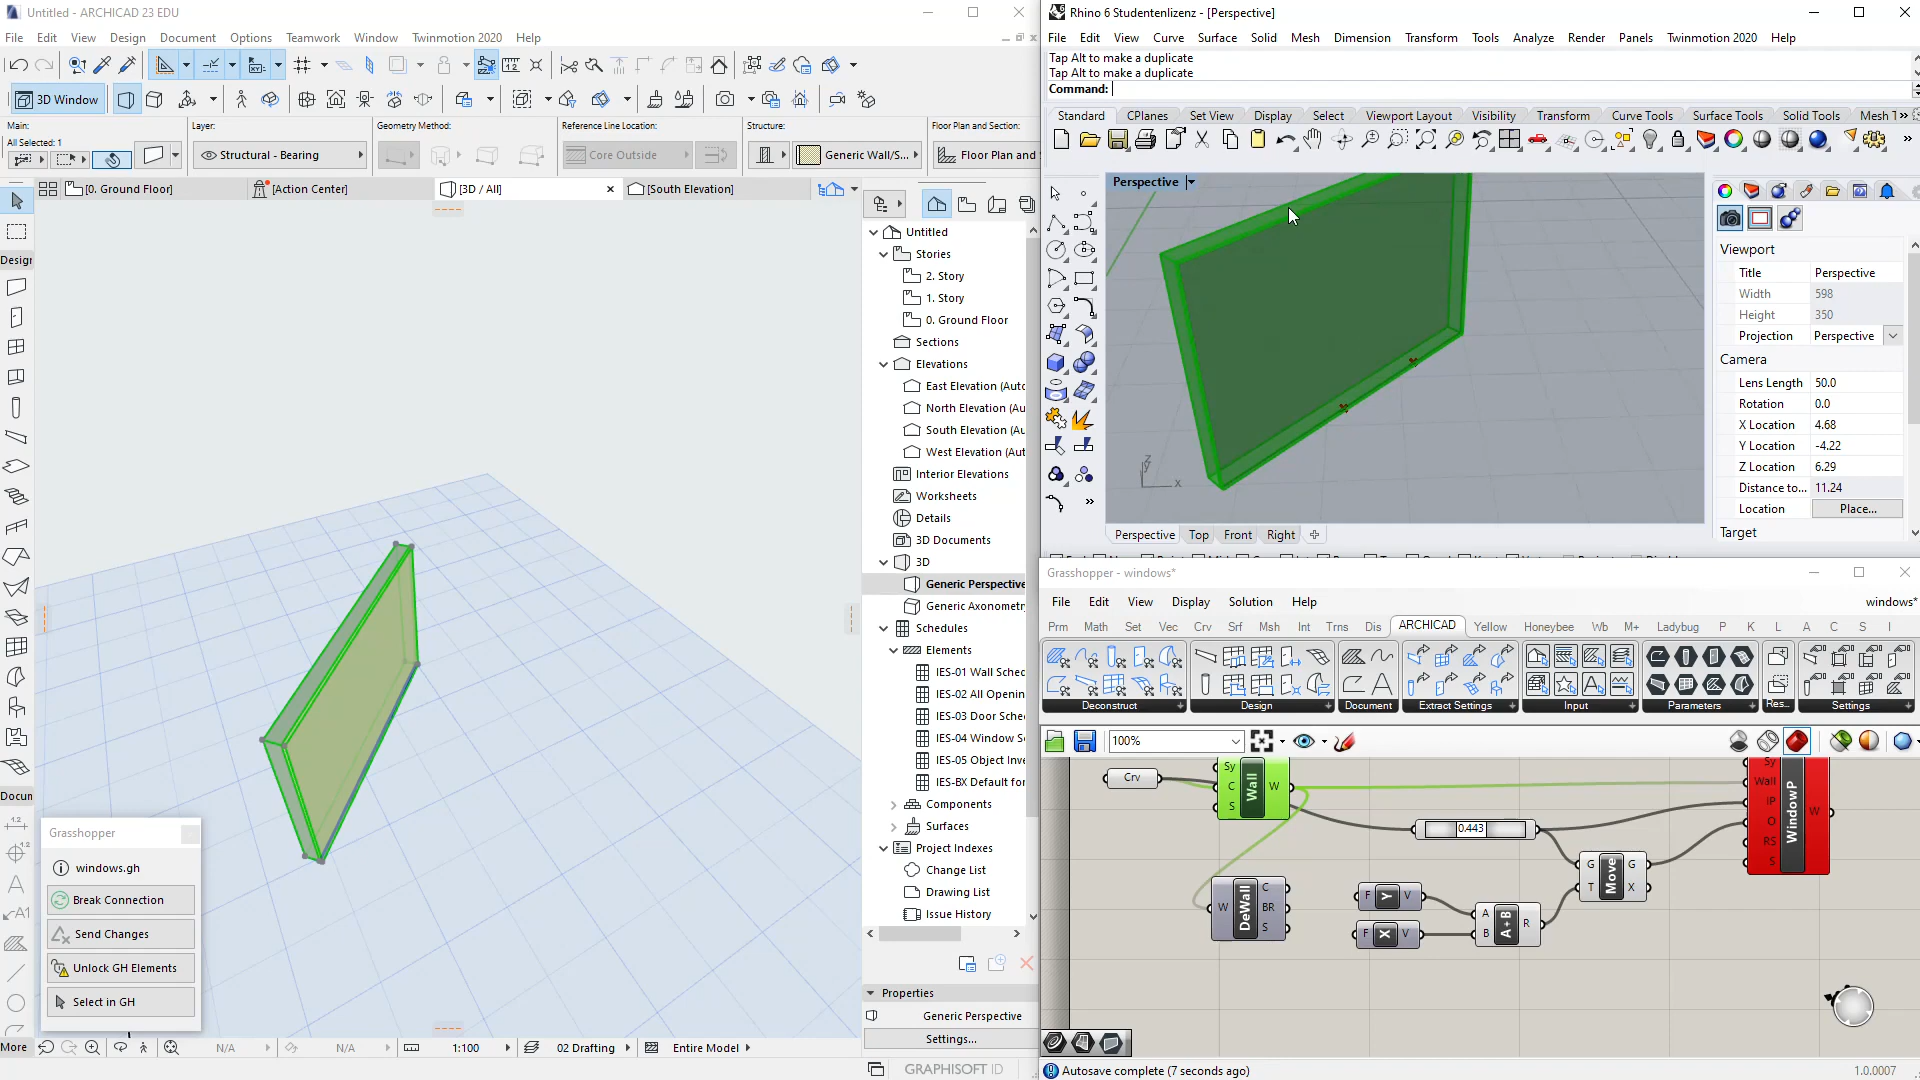 Untitled - ARCHICAD 23 EDU
File Edit View Design Document Options Teamwork Window Twinmotion 2020 Help
3D Window
Main:
All Selected: 1
Layer:
Structural - Bearing
Geometry Method:
Reference Line Location:
Core Outside
Structure:
Generic Wall/S...
Floor Plan and Section:
Floor Plan and
[0. Ground Floor]
[Action Center]
[3D / All]
[South Elevation]
Desig
Docun
More
Untitled
Stories
2. Story
1. Story
0. Ground Floor
Sections
Elevations
East Elevation (Auto
North Elevation (Au
South Elevation (Au
West Elevation (Aut
Interior Elevations
Worksheets
Details
3D Documents
3D
Generic Perspective
Generic Axonometr
Schedules
Elements
IES-01 Wall Sched
IES-02 All Opening
IES-03 Door Sche
IES-04 Window S
IES-05 Object Inve
IES-BX Default for
Components
Surfaces
Project Indexes
Change List
Drawing List
Issue History
Properties
Generic Perspective
Settings...
GRAPHISOFT ID
Grasshopper
windows.gh
Break Connection
Send Changes
Unlock GH Elements
Select in GH
N/A
N/A
1:100
02 Drafting
Entire Model
Rhino 6 Studentenlizenz - [Perspective]
File Edit View Curve Surface Solid Mesh Dimension Transform Tools Analyze Render Panels Twinmotion 2020 Help
Tap Alt to make a duplicate
Tap Alt to make a duplicate
Command:
Standard CPlanes Set View Display Select Viewport Layout Visibility Transform Curve Tools Surface Tools Solid Tools Mesh T
Perspective
z
y
x
Perspective Top Front Right
Viewport
Title Perspective
Width 598
Height 350
Projection Perspective
Camera
Lens Length 50.0
Rotation 0.0
X Location 4.68
Y Location -4.22
Z Location 6.29
Distance to... 11.24
Location Place...
Target
Grasshopper - windows*
File Edit View Display Solution Help
windows*
Prm Math Set Vec Crv Srf Msh Int Trns Dis ARCHICAD Yellow Honeybee Wb M+ Ladybug P K L A C S I
Deconstruct
Design
Document
Extract Settings
Input
Parameters
Res...
Settings
100%
Crv
Sy
C
S
Wall
W
0.443
Sy
Wall
IP
O
RS
S
WindowP
W
W
DeWall
C
BR
S
F Y V
F X V
A
B
A+B
R
G
T
Move
G
X
Autosave complete (7 seconds ago)
1.0.0007